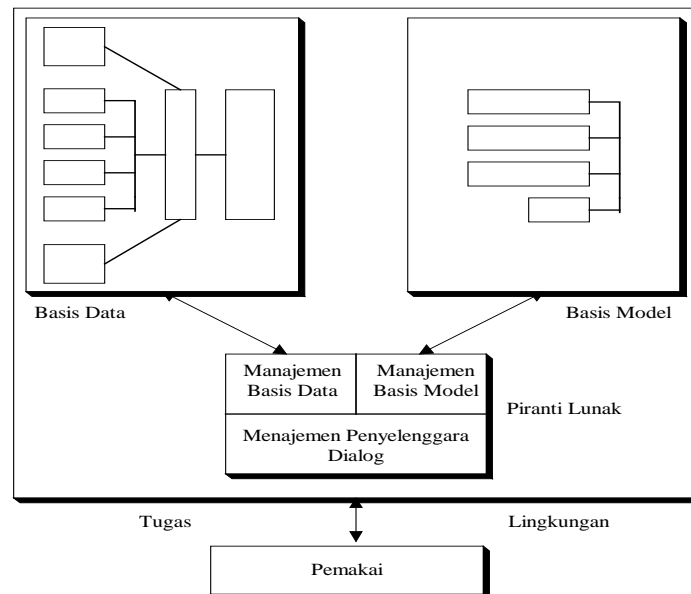 Basis Data
Basis Model
Manajemen
Basis Data
Manajemen
Basis Model
Piranti Lunak
Menajemen Penyelenggara
Dialog
Tugas
Lingkungan
Pemakai